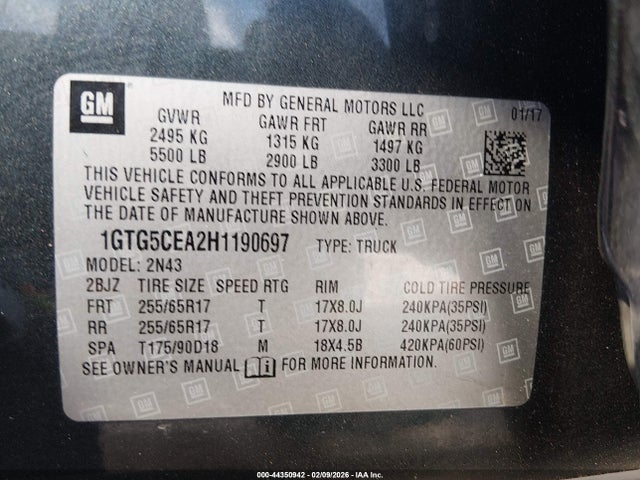 GM
MFD BY GENERAL MOTORS LLC
01/17
GVWR GAWR FRT GAWR RR
2495 KG 1315 KG 1497 KG
5500 LB 2900 LB 3300 LB
THIS VEHICLE CONFORMS TO ALL APPLICABLE U.S. FEDERAL MOTOR
VEHICLE SAFETY AND THEFT PREVENTION STANDARDS IN EFFECT ON
THE DATE OF MANUFACTURE SHOWN ABOVE.
1GTG5CEA2H1190697 TYPE: TRUCK
MODEL: 2N43
2BJZ TIRE SIZE SPEED RTG RIM COLD TIRE PRESSURE
FRT 255/65R17 T 17X8.0J 240KPA(35PSI)
RR 255/65R17 T 17X8.0J 240KPA(35PSI)
SPA T175/90D18 M 18X4.5B 420KPA(60PSI)
SEE OWNER'S MANUAL FOR MORE INFORMATION.
000-44350942 - 02/09/2026 - IAA Inc.